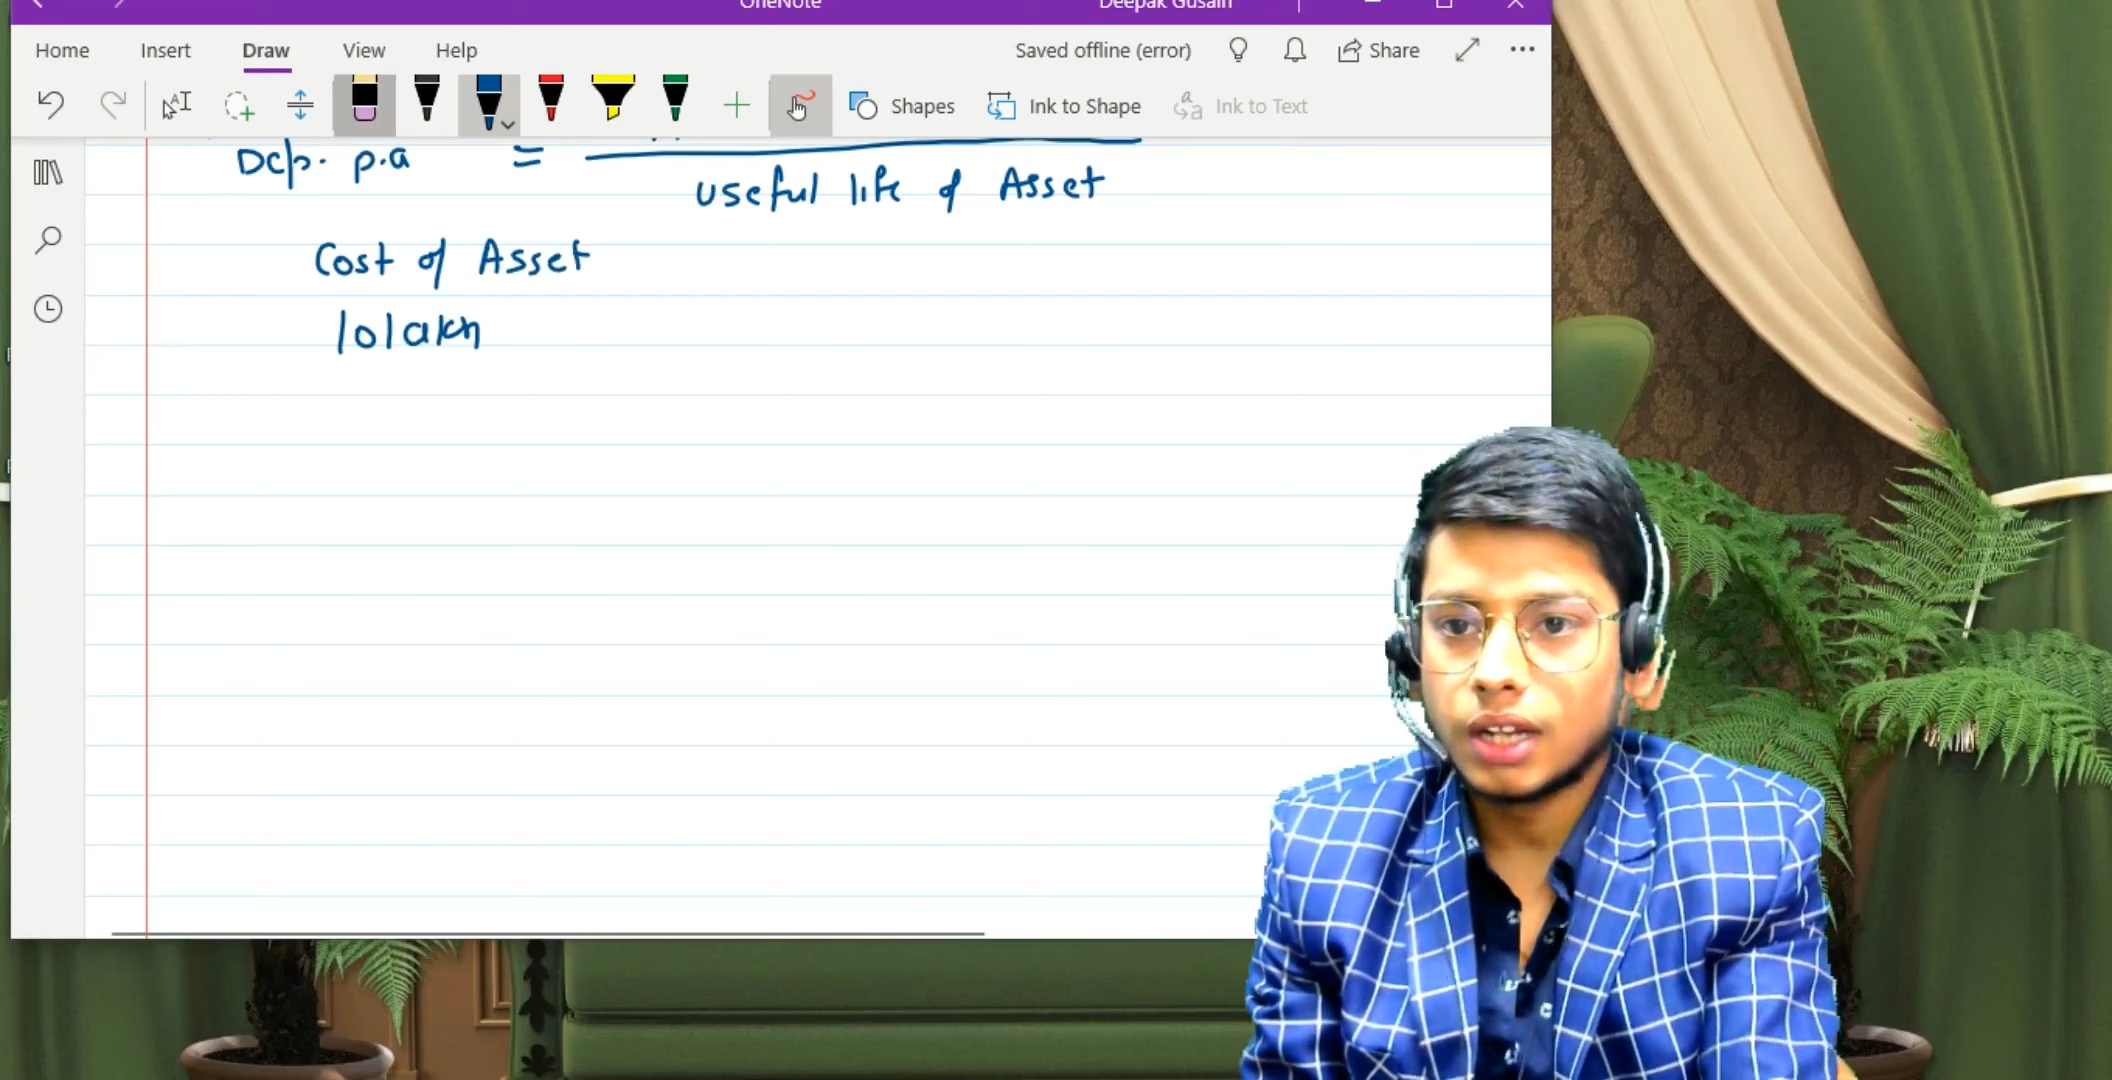 OneNote
Deepak Gusain
Home Insert Draw View Help Saved offline (error) Share
Shapes Ink to Shape Ink to Text
Dep. p.a =
useful life of Asset
Cost of Asset
10lakh